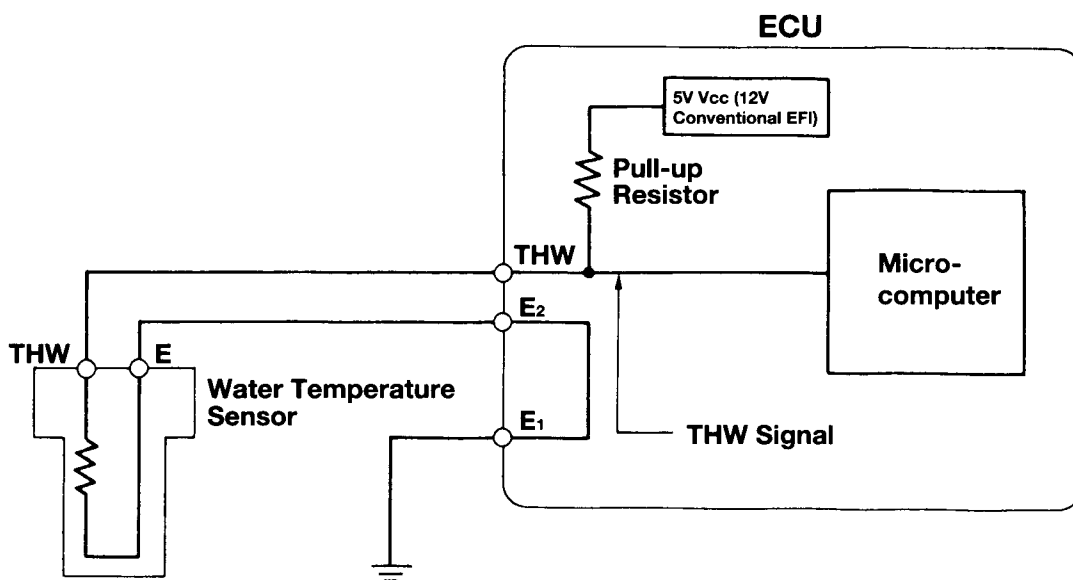 ECU
5V Vcc (12V
Conventional EFI)
Pull-up
Resistor
THW
Micro-
computer
E2
THW
E
Water Temperature
Sensor
E1
THW Signal